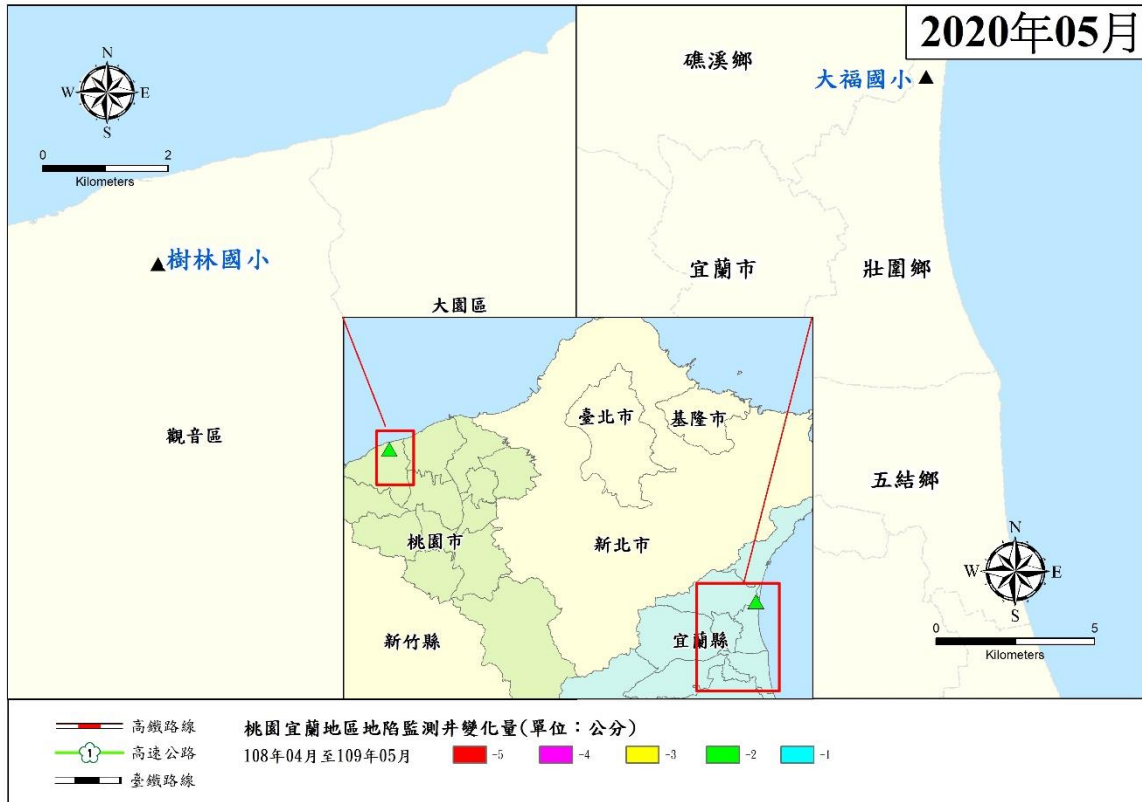 2020年05月
N
W E
S
0 2
Kilometers
樹林國小
大園區
觀音區
礁溪鄉
大福國小
宜蘭市
壯圍鄉
五結鄉
N
W E
S
0 5
Kilometers
臺北市
基隆市
桃園市
新北市
新竹縣
宜蘭縣
高鐵路線
1 高速公路
臺鐵路線
桃園宜蘭地區地陷監測井變化量(單位：公分)
108年04月至109年05月 -5 -4 -3 -2 -1